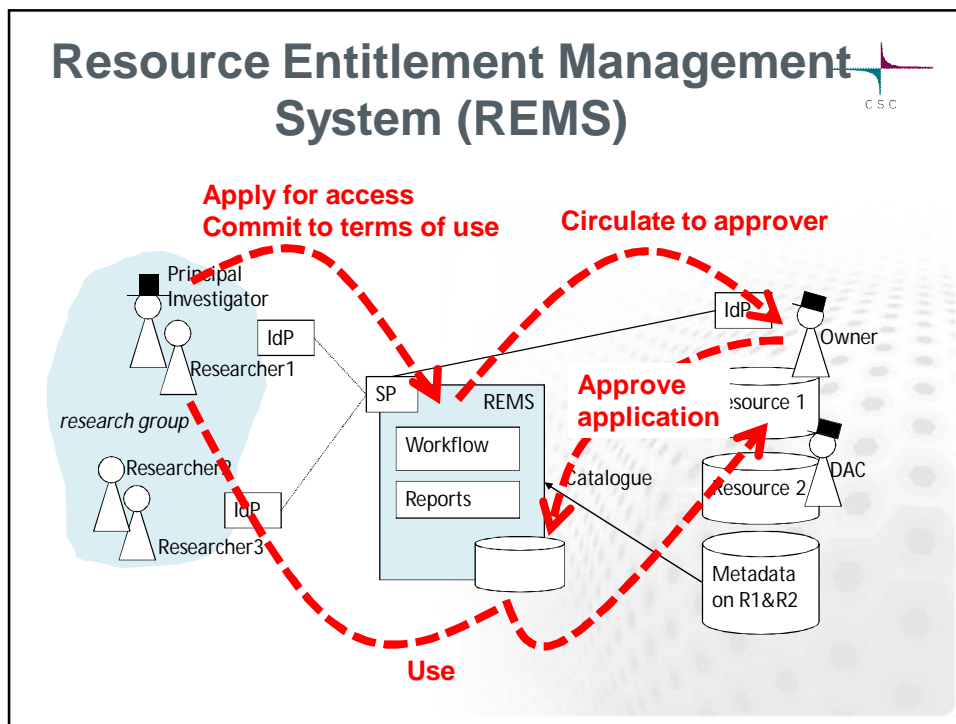 Resource Entitlement Management
System (REMS)
C S C
Apply for access
Commit to terms of use
Circulate to approver
Principal
Investigator
IdP
IdP
Researcher1
Owner
SP
REMS
Approve
application
esource 1
research group
Workflow
DAC
Researcher2
Catalogue
Resource 2
Reports
IdP
Researcher3
Metadata
on R1&R2
Use